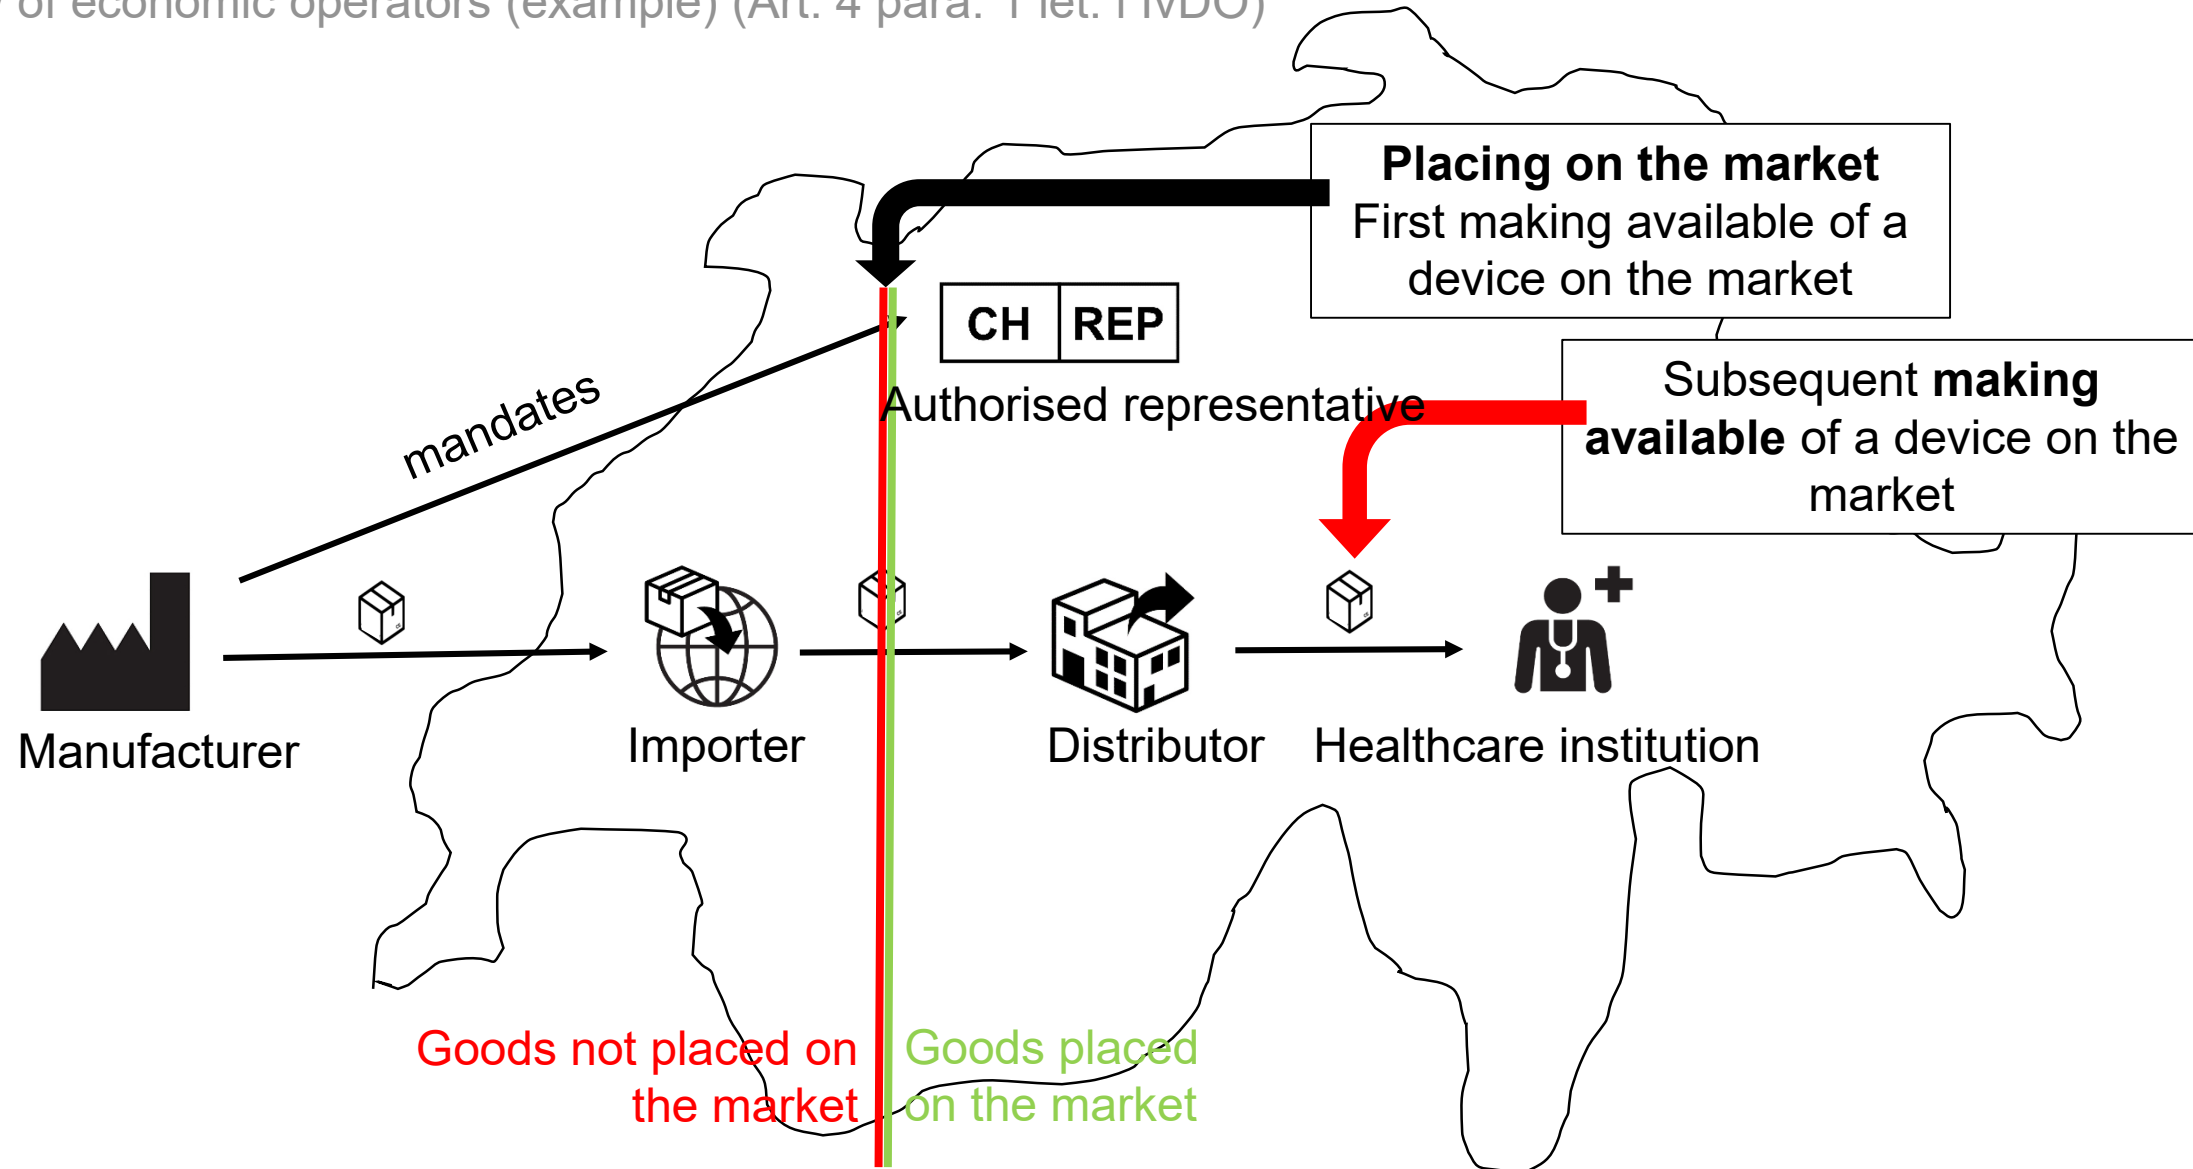 of economic operators (example) (Art. 4 para. 1 let. i IvDO)
Placing on the market
First making available of a
device on the market
CH REP
Authorised representative
Subsequent making
available of a device on the
market
mandates
Manufacturer
Importer
Distributor
Healthcare institution
Goods not placed on
the market
Goods placed
on the market